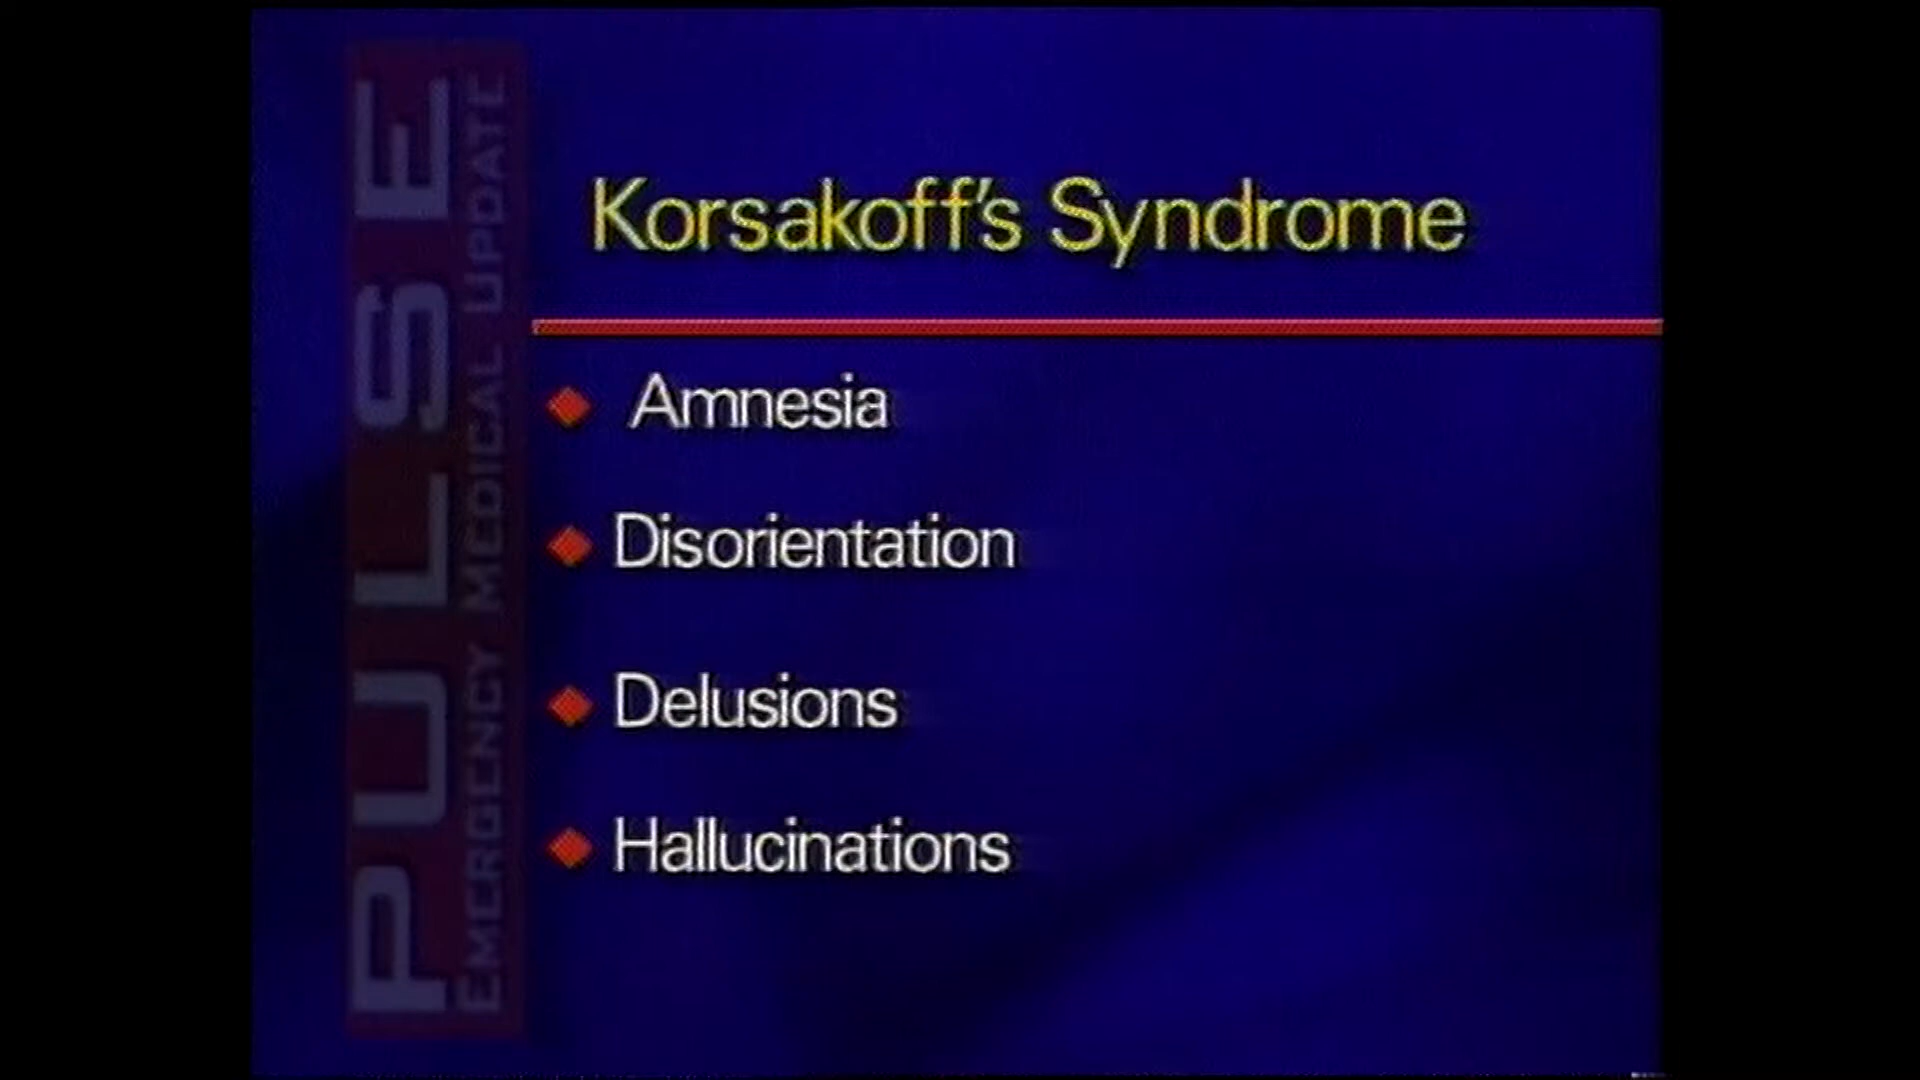 PULSE
EMERGENCY MEDICAL UPDATE
Korsakoff's Syndrome
Amnesia
Disorientation
Delusions
Hallucinations